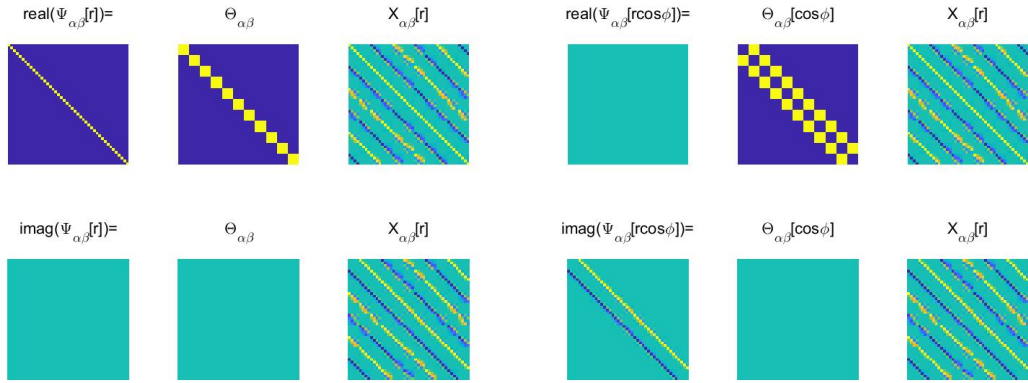 real(Ψ_αβ[r])= Θ_αβ X_αβ[r] real(Ψ_αβ[rcosϕ])= Θ_αβ[cosϕ] X_αβ[r]
imag(Ψ_αβ[r])= Θ_αβ X_αβ[r] imag(Ψ_αβ[rcosϕ])= Θ_αβ[cosϕ] X_αβ[r]